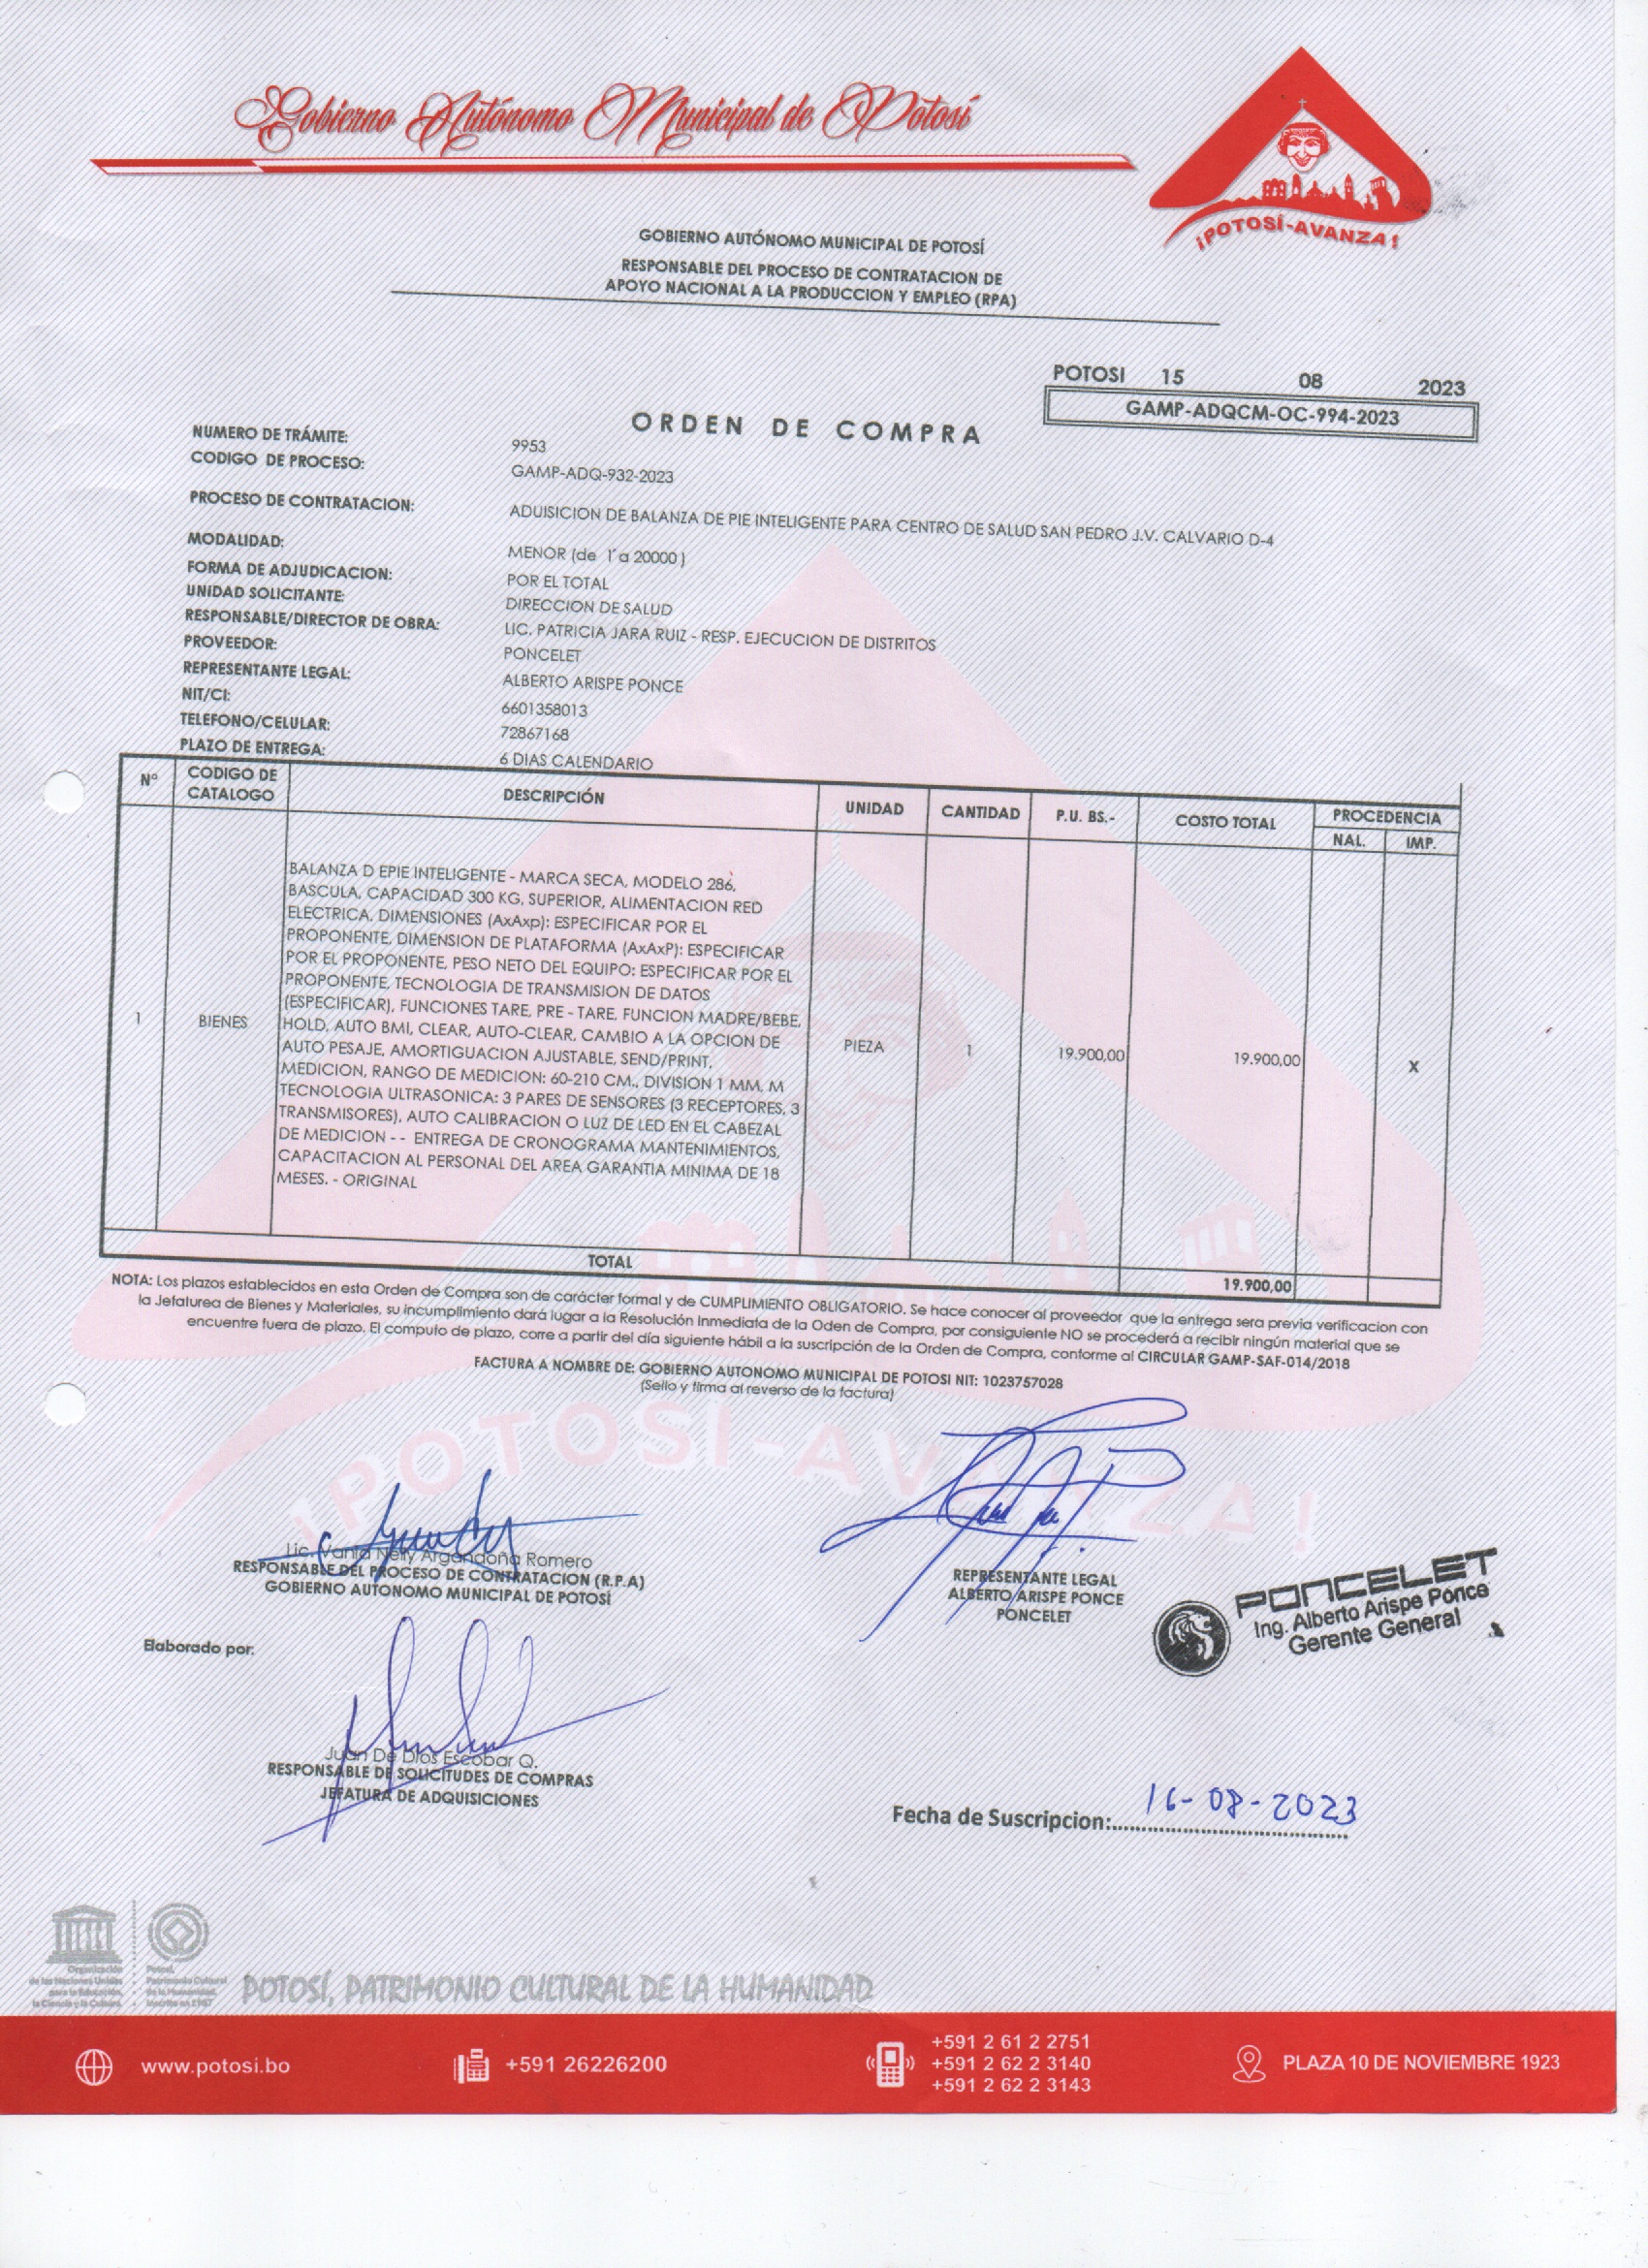 Gobierno Autónomo Municipal de Potosí
¡POTOSÍ-AVANZA!
GOBIERNO AUTÓNOMO MUNICIPAL DE POTOSÍ
RESPONSABLE DEL PROCESO DE CONTRATACION DE
APOYO NACIONAL A LA PRODUCCION Y EMPLEO (RPA)
POTOSI 15 08 2023
GAMP-ADQCM-OC-994-2023
ORDEN DE COMPRA
NUMERO DE TRÁMITE: 9953
CODIGO DE PROCESO: GAMP-ADQ-932-2023
PROCESO DE CONTRATACION: ADUISICION DE BALANZA DE PIE INTELIGENTE PARA CENTRO DE SALUD SAN PEDRO J.V. CALVARIO D-4
MODALIDAD: MENOR (de 1 a 20000 )
FORMA DE ADJUDICACION: POR EL TOTAL
UNIDAD SOLICITANTE: DIRECCION DE SALUD
RESPONSABLE/DIRECTOR DE OBRA: LIC. PATRICIA JARA RUIZ - RESP. EJECUCION DE DISTRITOS
PROVEEDOR: PONCELET
REPRESENTANTE LEGAL: ALBERTO ARISPE PONCE
NIT/CI: 6601358013
TELEFONO/CELULAR: 72867168
PLAZO DE ENTREGA: 6 DIAS CALENDARIO
N° CODIGO DE CATALOGO DESCRIPCIÓN UNIDAD CANTIDAD P.U. BS.- COSTO TOTAL PROCEDENCIA
NAL. IMP.
BALANZA D EPIE INTELIGENTE - MARCA SECA, MODELO 286,
BASCULA, CAPACIDAD 300 KG, SUPERIOR, ALIMENTACION RED
ELECTRICA, DIMENSIONES (AxAxp): ESPECIFICAR POR EL
PROPONENTE, DIMENSION DE PLATAFORMA (AxAxP): ESPECIFICAR
POR EL PROPONENTE, PESO NETO DEL EQUIPO: ESPECIFICAR POR EL
PROPONENTE, TECNOLOGIA DE TRANSMISION DE DATOS
(ESPECIFICAR), FUNCIONES TARE, PRE - TARE, FUNCION MADRE/BEBE,
1 BIENES HOLD, AUTO BMI, CLEAR, AUTO-CLEAR, CAMBIO A LA OPCION DE PIEZA 1 19.900,00 19.900,00 X
AUTO PESAJE, AMORTIGUACION AJUSTABLE, SEND/PRINT,
MEDICION, RANGO DE MEDICION: 60-210 CM., DIVISION 1 MM, M
TECNOLOGIA ULTRASONICA: 3 PARES DE SENSORES (3 RECEPTORES, 3
TRANSMISORES), AUTO CALIBRACION O LUZ DE LED EN EL CABEZAL
DE MEDICION - - ENTREGA DE CRONOGRAMA MANTENIMIENTOS,
CAPACITACION AL PERSONAL DEL AREA GARANTIA MINIMA DE 18
MESES. - ORIGINAL
TOTAL 19.900,00
NOTA: Los plazos establecidos en esta Orden de Compra son de carácter formal y de CUMPLIMIENTO OBLIGATORIO. Se hace conocer al proveedor que la entrega sera previa verificacion con
la Jefaturea de Bienes y Materiales, su incumplimiento dará lugar a la Resolución Inmediata de la Oden de Compra, por consiguiente NO se procederá a recibir ningún material que se
encuentre fuera de plazo. El computo de plazo, corre a partir del día siguiente hábil a la suscripción de la Orden de Compra, conforme al CIRCULAR GAMP-SAF-014/2018
FACTURA A NOMBRE DE: GOBIERNO AUTONOMO MUNICIPAL DE POTOSI NIT: 1023757028
(Sello y firma al reverso de la factura)
¡POTOSÍ-AVANZA!
Lic. Vania Nelly Argandoña Romero
RESPONSABLE DEL PROCESO DE CONTRATACION (R.P.A)
GOBIERNO AUTONOMO MUNICIPAL DE POTOSÍ
REPRESENTANTE LEGAL
ALBERTO ARISPE PONCE
PONCELET
PONCELET
Ing. Alberto Arispe Ponce
Gerente General
Elaborado por:
Juan De Dios Escobar Q.
RESPONSABLE DE SOLICITUDES DE COMPRAS
JEFATURA DE ADQUISICIONES
Fecha de Suscripcion: 16-08-2023
Organización
de las Naciones Unidas
para la Educación,
la Ciencia y la Cultura
Potosí,
Patrimonio Cultural
de la Humanidad
inscrito en 1987
POTOSÍ, PATRIMONIO CULTURAL DE LA HUMANIDAD
www.potosi.bo
+591 26226200
+591 2 61 2 2751
+591 2 62 2 3140
+591 2 62 2 3143
PLAZA 10 DE NOVIEMBRE 1923